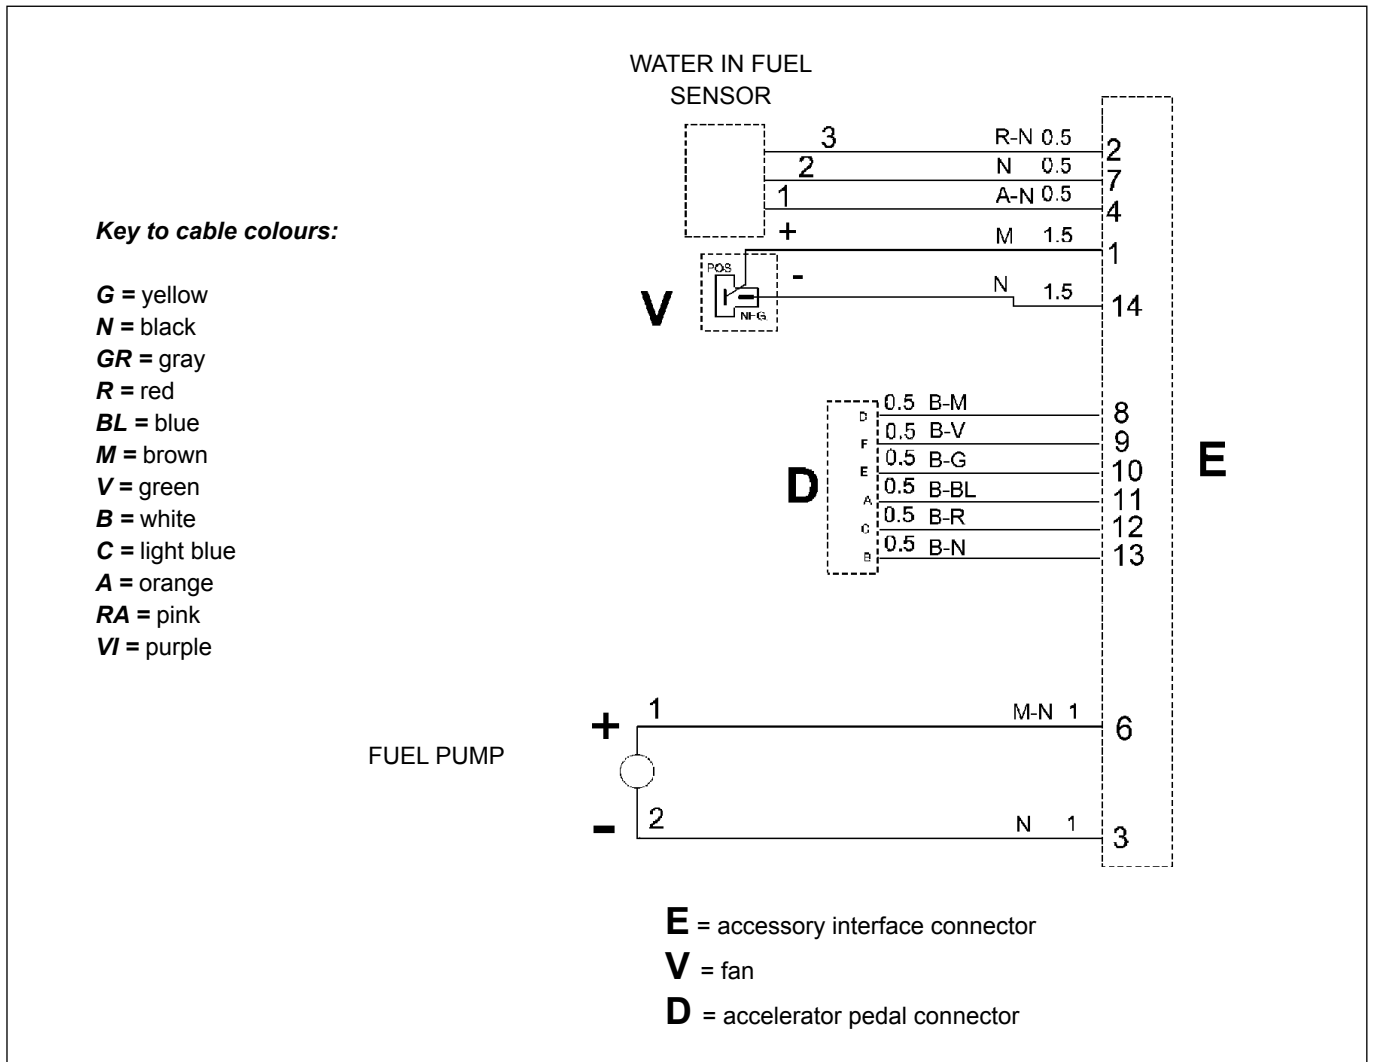 WATER IN FUEL
SENSOR
3 R-N 0.5 2
2 N 0.5 7
1 A-N 0.5 4
+ M 1.5 1
POS
- N 1.5 14
NEG
V
Key to cable colours:
G = yellow
N = black
GR = gray
R = red
BL = blue
M = brown
V = green
B = white
C = light blue
A = orange
RA = pink
VI = purple
D 0.5 B-M 8
F 0.5 B-V 9
E 0.5 B-G 10
A 0.5 B-BL 11
C 0.5 B-R 12
B 0.5 B-N 13
D
E
+ 1 M-N 1 6
FUEL PUMP
- 2 N 1 3
E = accessory interface connector
V = fan
D = accelerator pedal connector